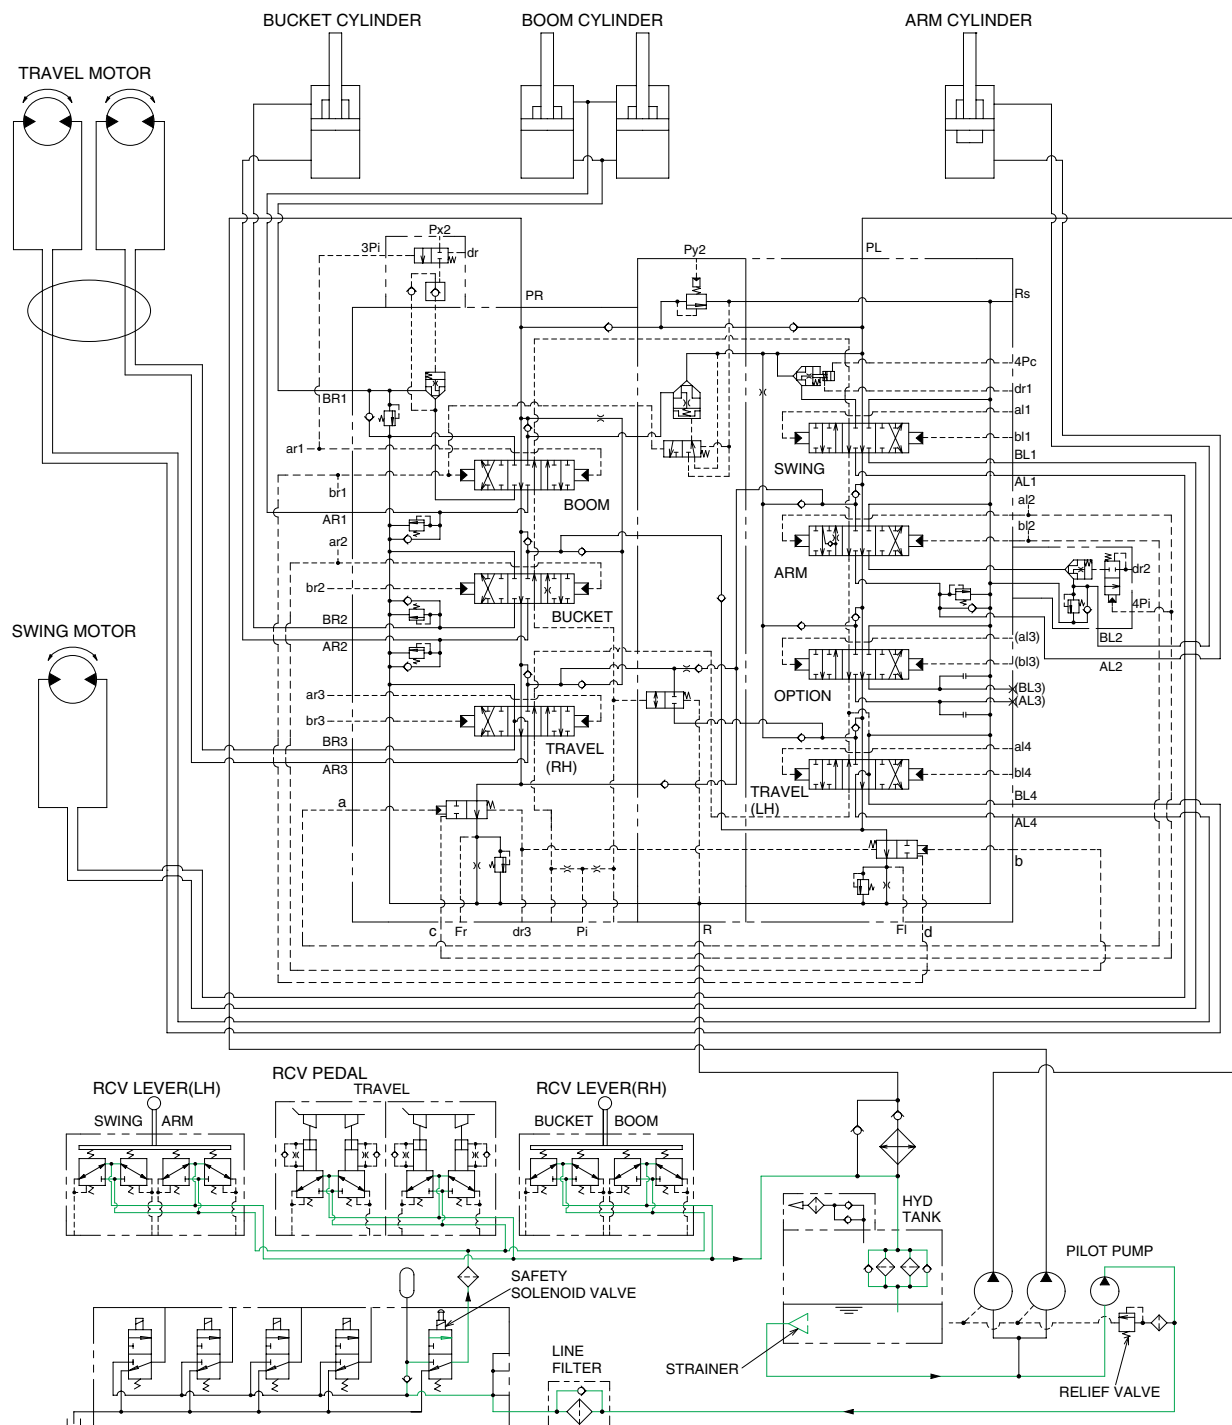 BUCKET CYLINDER
BOOM CYLINDER
ARM CYLINDER
TRAVEL MOTOR
Px2
3Pi
dr
PR
Py2
PL
Rs
4Pc
dr1
al1
bl1
BL1
AL1
al2
bl2
SWING
BR1
ar1
br1
BOOM
AR1
ar2
ARM
dr2
4Pi
br2
BUCKET
BR2
AR2
BL2
AL2
SWING MOTOR
(al3)
(bl3)
OPTION
(BL3)
(AL3)
ar3
br3
BR3
AR3
TRAVEL
(RH)
al4
bl4
TRAVEL
(LH)
BL4
AL4
a
b
c
Fr
dr3
Pi
R
Fl
d
RCV LEVER(LH)
SWING
ARM
RCV PEDAL
TRAVEL
RCV LEVER(RH)
BUCKET
BOOM
HYD
TANK
PILOT PUMP
SAFETY
SOLENOID VALVE
LINE
FILTER
STRAINER
RELIEF VALVE